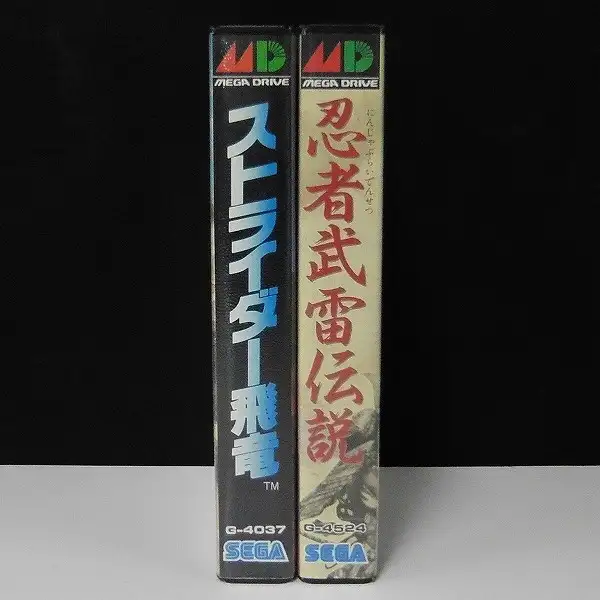 MD
MEGA DRIVE
ストライダー飛竜
TM
G-4037
SEGA
MD
MEGA DRIVE
忍者武雷伝説
にんじゃぶらいでんせつ
G-4524
SEGA